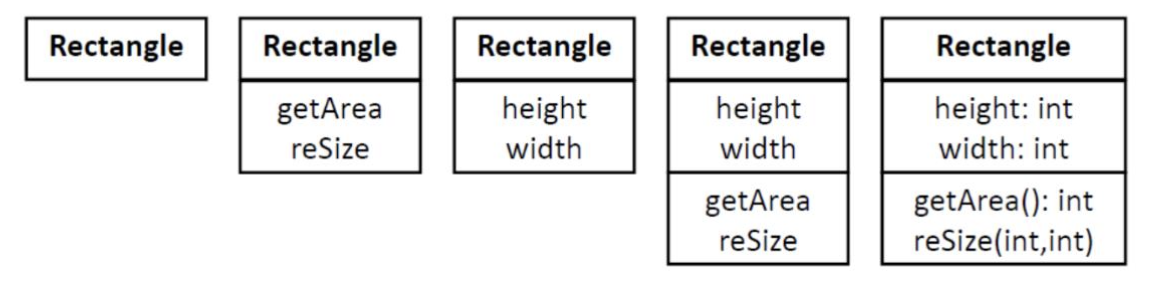 Rectangle
Rectangle
getArea
reSize
Rectangle
height
width
Rectangle
height
width
getArea
reSize
Rectangle
height: int
width: int
getArea(): int
reSize(int,int)